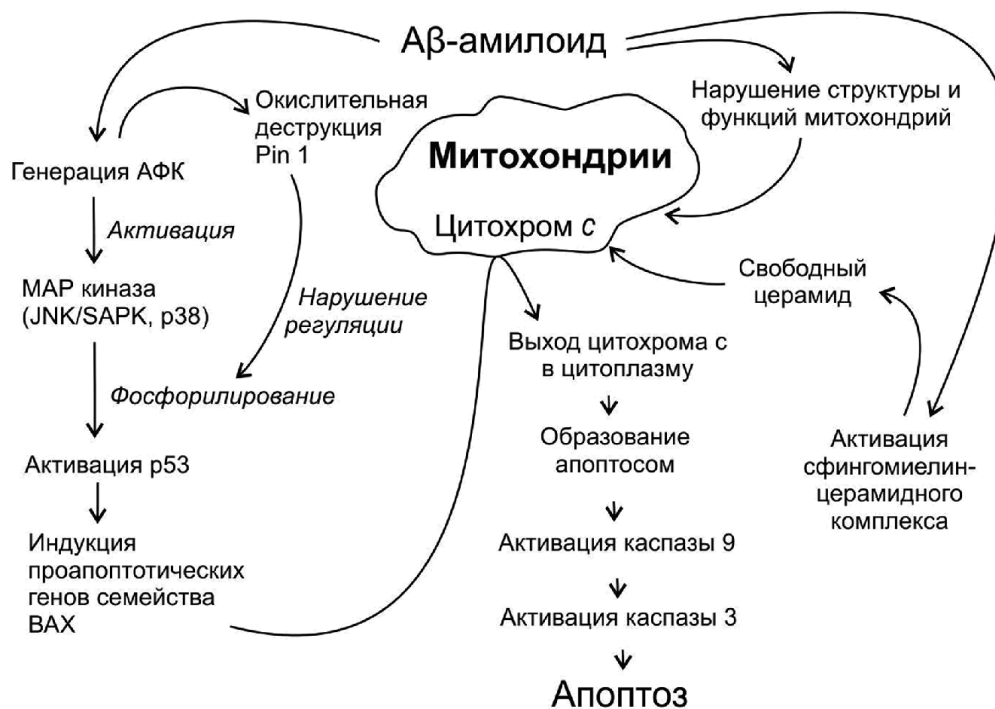 Aβ-амилоид
Окислительная
деструкция
Pin 1
Генерация АФК
Активация
МАР киназа
(JNK/SAPK, p38)
Нарушение
регуляции
Фосфорилирование
Активация p53
Индукция
проапоптотических
генов семейства
BAX
Митохондрии
Цитохром c
Нарушение структуры и
функций митохондрий
Свободный
церамид
Активация
сфингомиелин-
церамидного
комплекса
Выход цитохрома с
в цитоплазму
Образование
апоптосом
Активация каспазы 9
Активация каспазы 3
Апоптоз